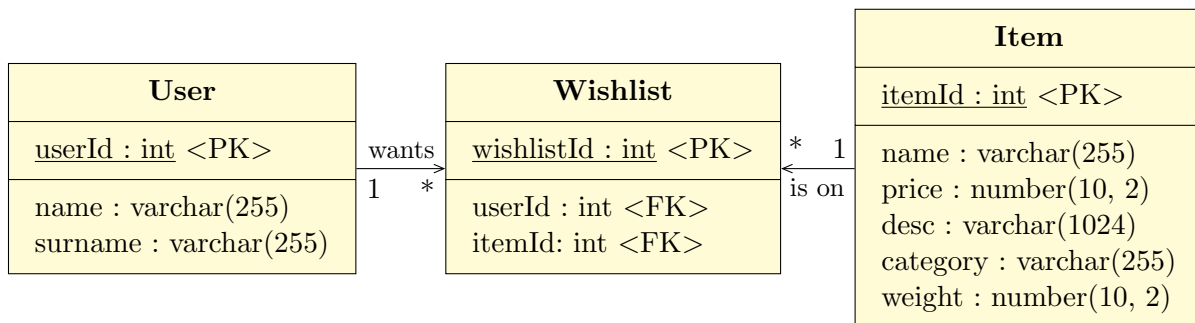 User
userId : int <PK>
name : varchar(255)
surname : varchar(255)
wants
1 *
Wishlist
wishlistId : int <PK>
userId : int <FK>
itemId: int <FK>
* 1
is on
Item
itemId : int <PK>
name : varchar(255)
price : number(10, 2)
desc : varchar(1024)
category : varchar(255)
weight : number(10, 2)